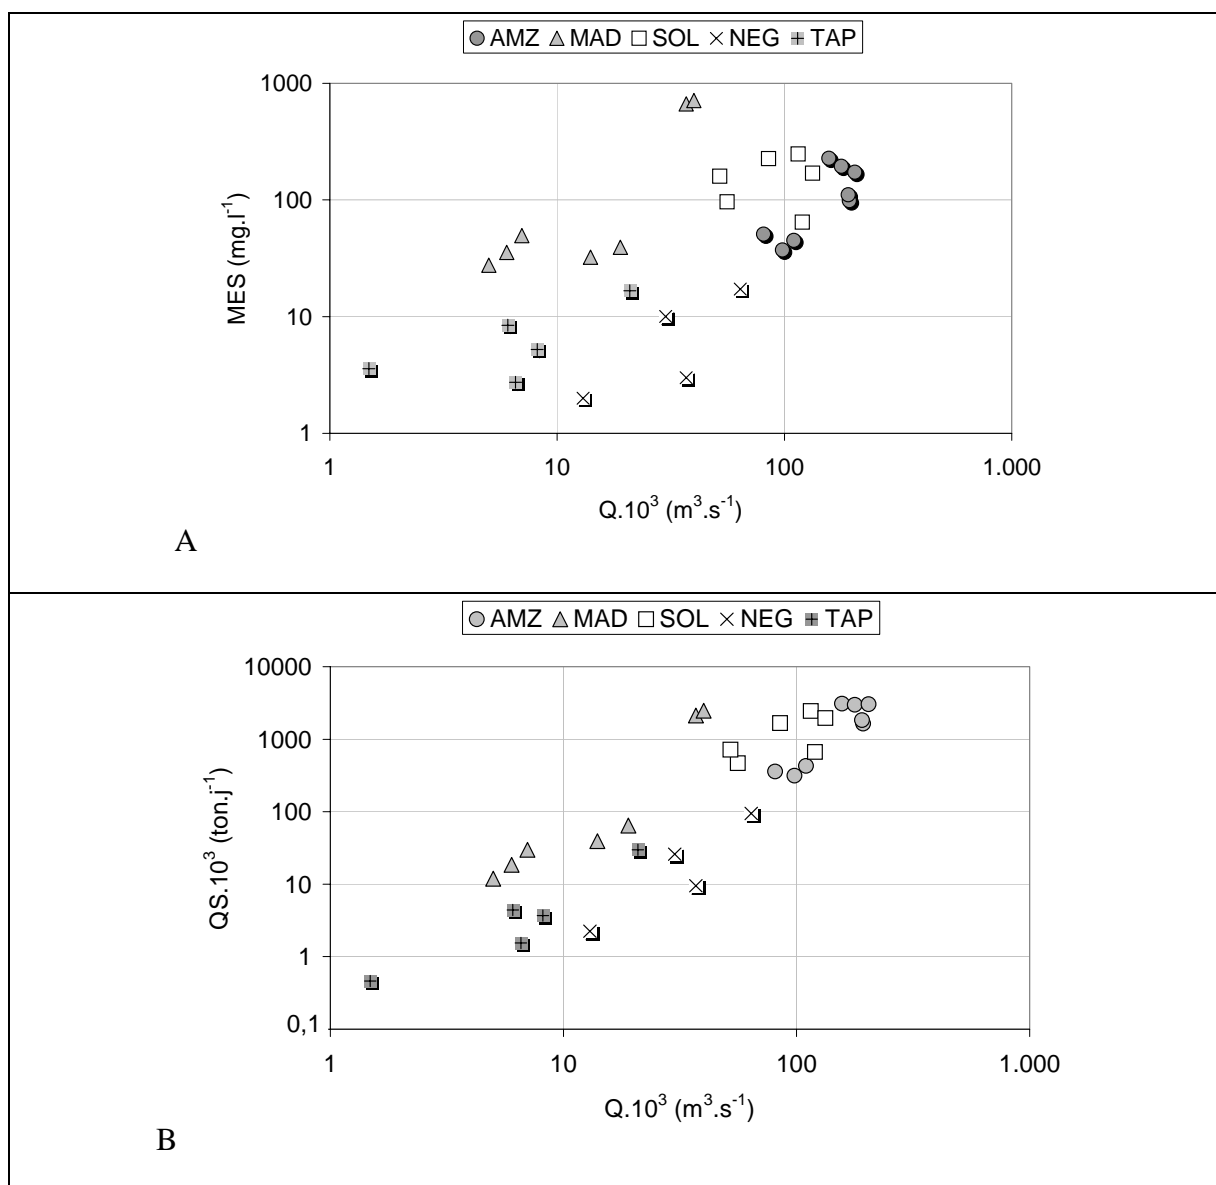 AMZ MAD SOL NEG TAP
1000
100
10
1
MES (mg.l⁻¹)
1 10 100 1.000
Q.10³ (m³.s⁻¹)
A
AMZ MAD SOL NEG TAP
10000
1000
100
10
1
0,1
QS.10³ (ton.j⁻¹)
1 10 100 1.000
Q.10³ (m³.s⁻¹)
B